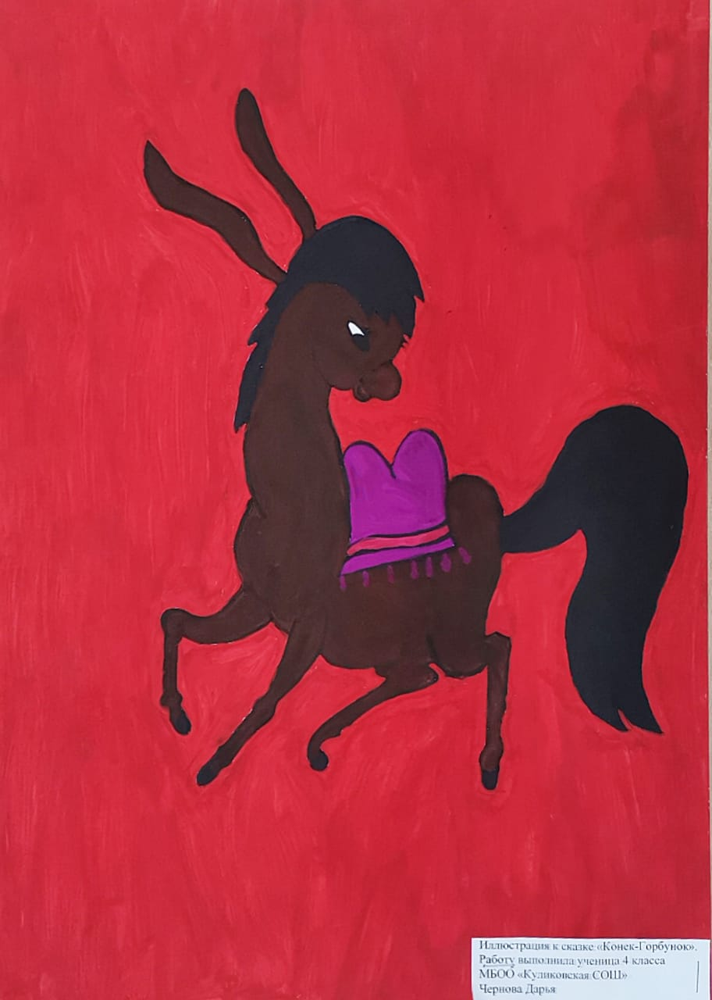 Иллюстрация к сказке:«Конек-Горбунок».
Работу выполнила ученица 4 класса
МБОО «Куликовская СОШ»
Чернова Дарья